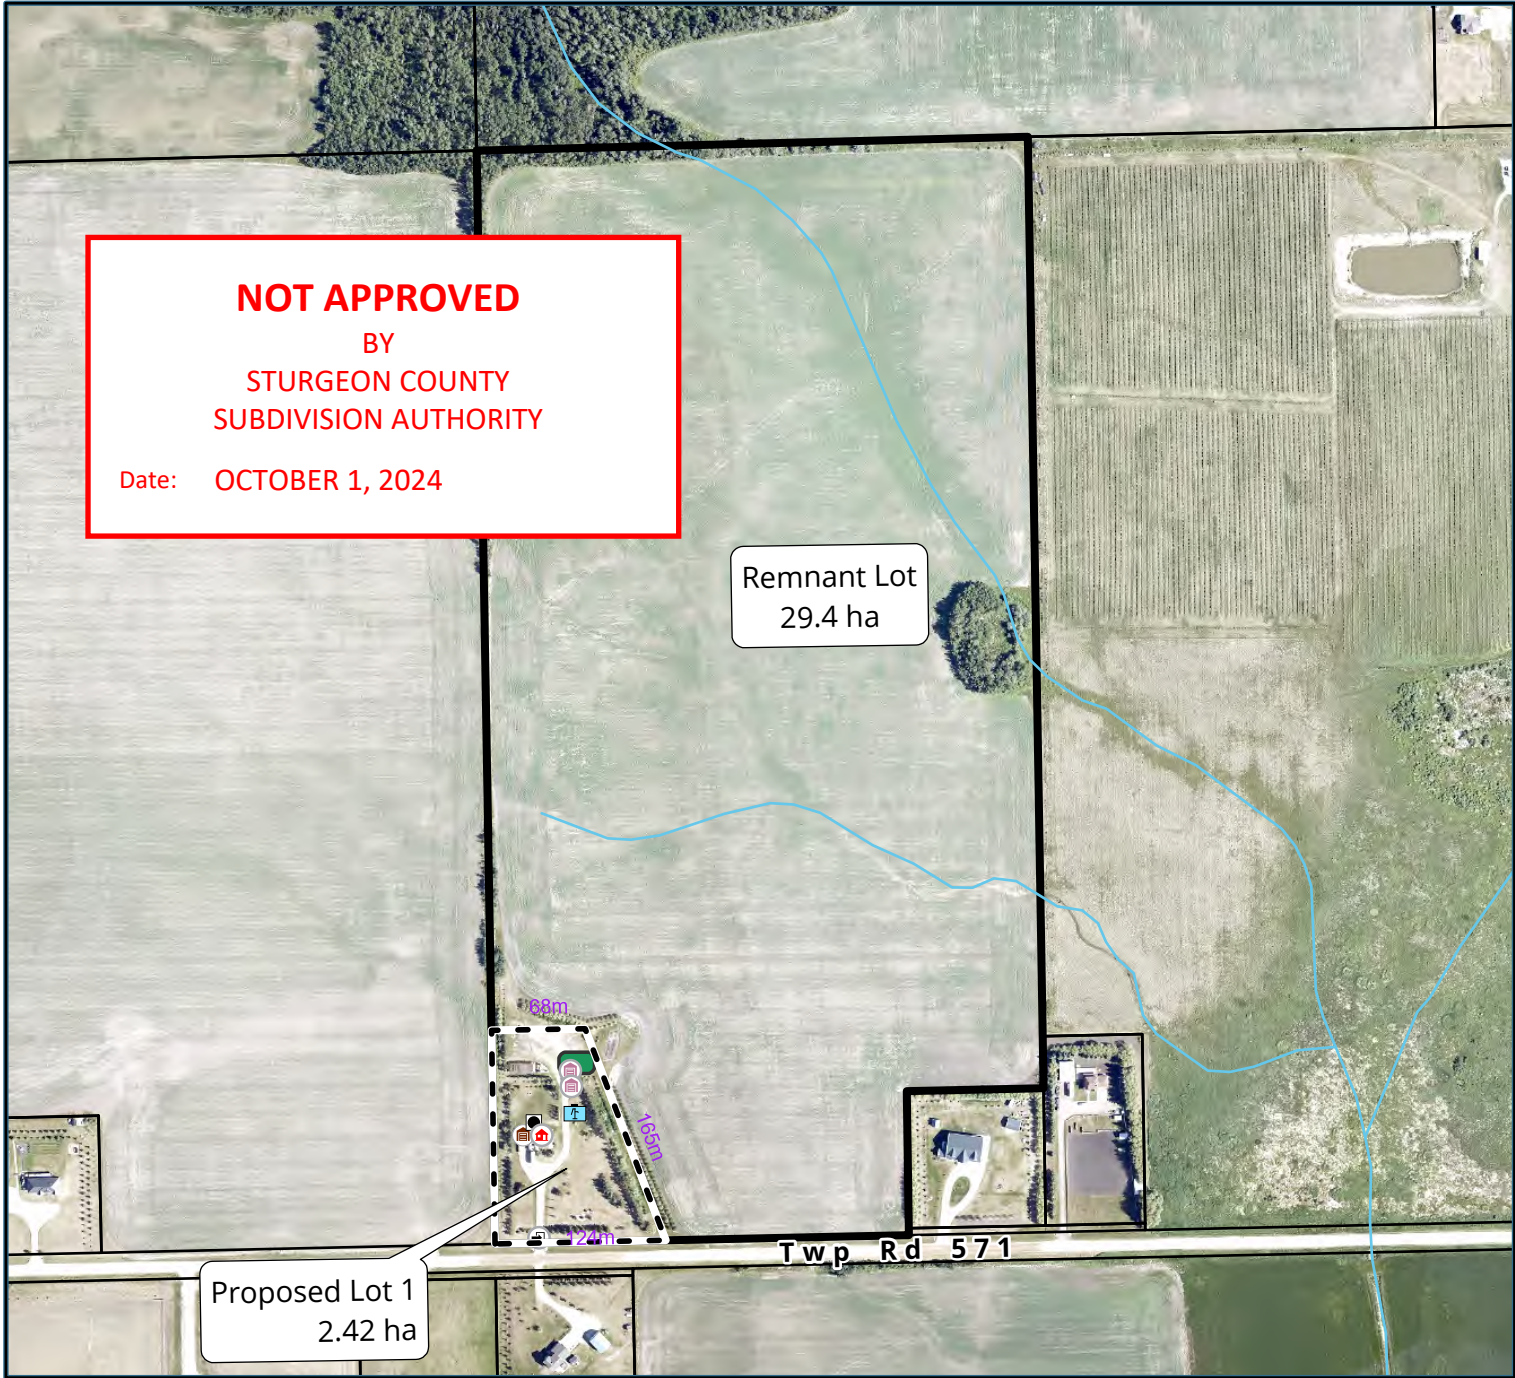 NOT APPROVED
BY
STURGEON COUNTY
SUBDIVISION AUTHORITY
Date: OCTOBER 1, 2024
Remnant Lot
29.4 ha
68m
165m
124m
Twp Rd 571
Proposed Lot 1
2.42 ha